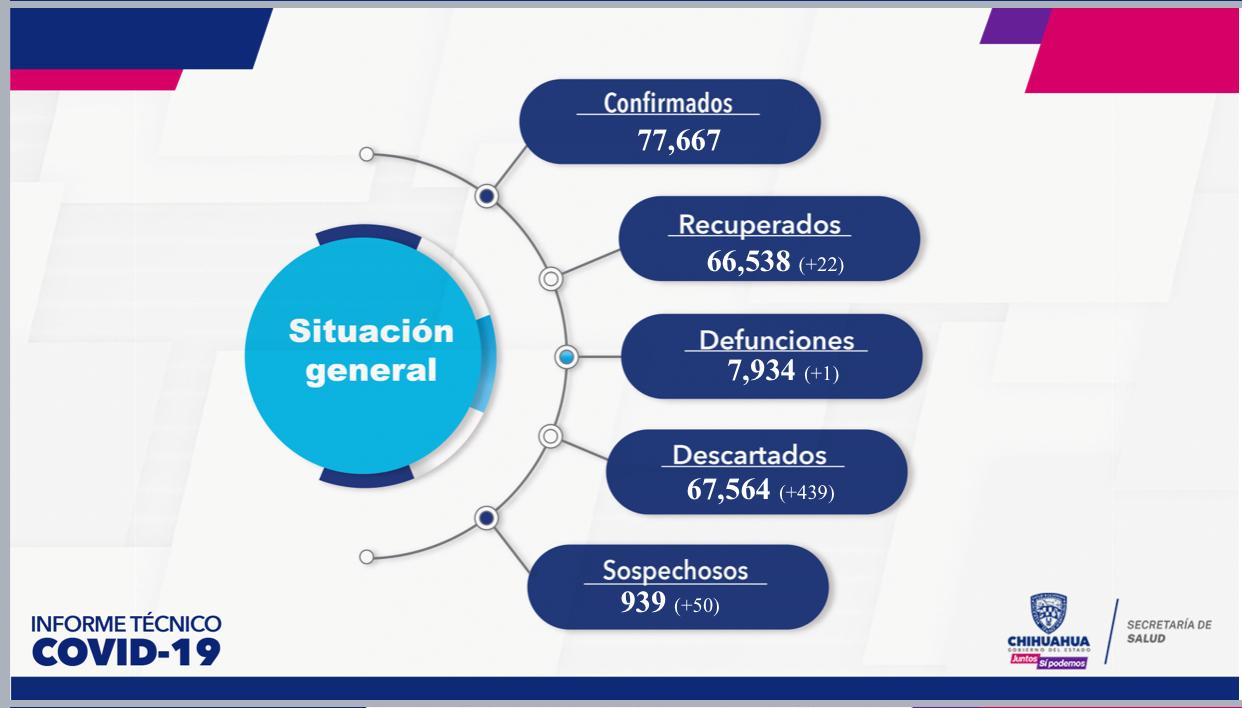 Confirmados
77,667
Recuperados
66,538 (+22)
Situación
general
Defunciones
7,934 (+1)
Descartados
67,564 (+439)
Sospechosos
939 (+50)
INFORME TÉCNICO
COVID-19
CHIHUAHUA
GOBIERNO DEL ESTADO
Juntos
Sí podemos
SECRETARÍA DE
SALUD